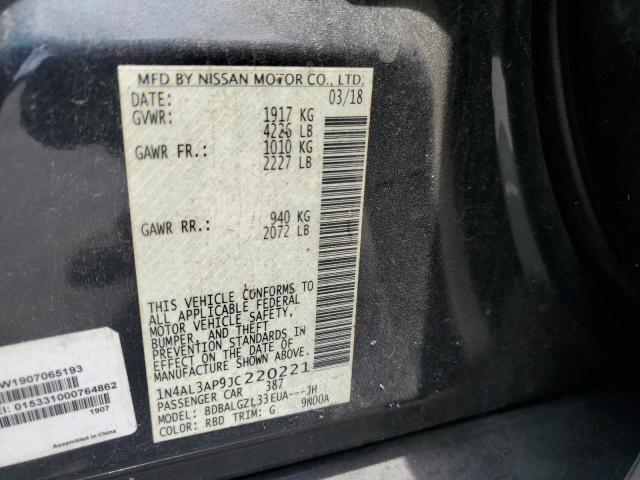 MFD BY NISSAN MOTOR CO., LTD.
DATE: 03/18
GVWR: 1917 KG
4226 LB
GAWR FR.: 1010 KG
2227 LB
GAWR RR.: 940 KG
2072 LB
THIS VEHICLE CONFORMS TO
ALL APPLICABLE FEDERAL
MOTOR VEHICLE SAFETY,
BUMPER, AND THEFT
PREVENTION STANDARDS IN
EFFECT ON THE DATE OF
MANUFACTURE SHOWN ABOVE.
1N4AL3AP9JC220221
PASSENGER CAR 387
MODEL: BDBALGZL33EUA---JH
COLOR: RBD TRIM: G 9K00A
W1907065193
EI: 015331000764862
1907
Assembled in China